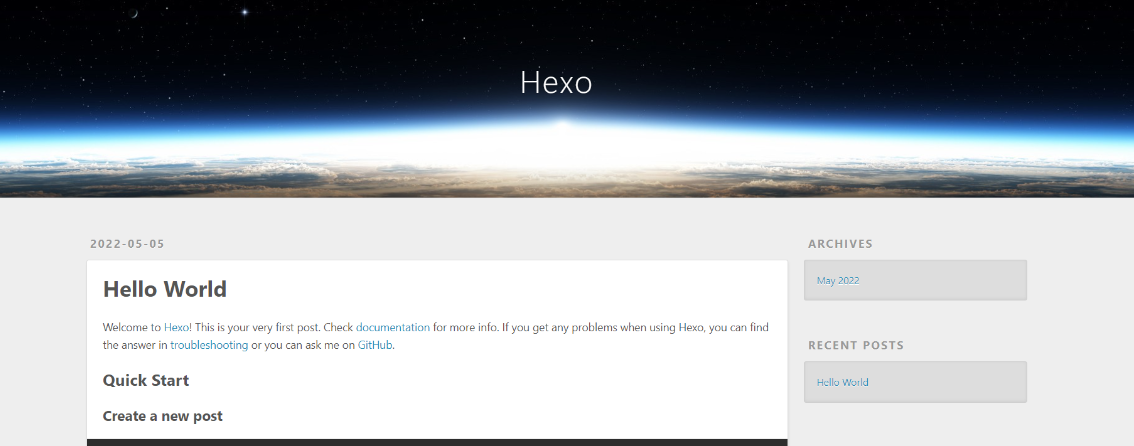 Hexo
2022-05-05
Hello World
Welcome to Hexo! This is your very first post. Check documentation for more info. If you get any problems when using Hexo, you can find
the answer in troubleshooting or you can ask me on GitHub.
Quick Start
Create a new post
ARCHIVES
May 2022
RECENT POSTS
Hello World